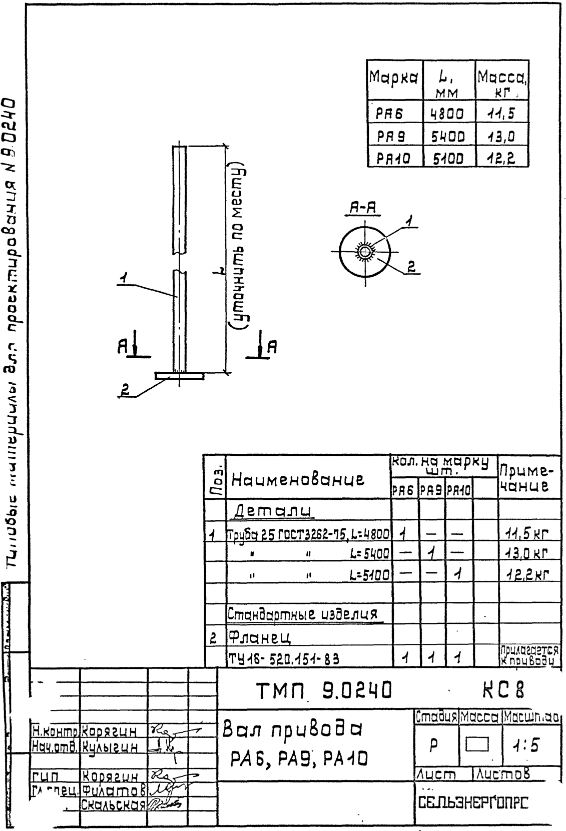 Типовые материалы для проектирования N 9.0240
Марка L, мм Масса, кг.
РА6 4800 11,5
РА9 5400 13,0
РА10 5100 12,2
А-А
1
2
1
L (уточнить по месту)
А А
2
Поз. Наименование Кол. на марку шт. Примечание
РА6 РА9 РА10
Детали
1 Труба 25 ГОСТ3262-75, L=4800 1 — — 11,5 кг
" " L=5400 — 1 — 13,0 кг
" " L=5100 — — 1 12,2 кг
Стандартные изделия
2 Фланец
ТУ16-520.151-83 1 1 1 Прилагается к приводу
ТМП 9.0240 КС8
Н.контр. Корягин
Нач.отд. Кулыгин
ГИП Корягин
Филатов
Скальская
Вал привода
РА6, РА9, РА10
Стадия Масса
Р 1:5
Лист Листов
СЕЛЬЭНЕРГОПРО